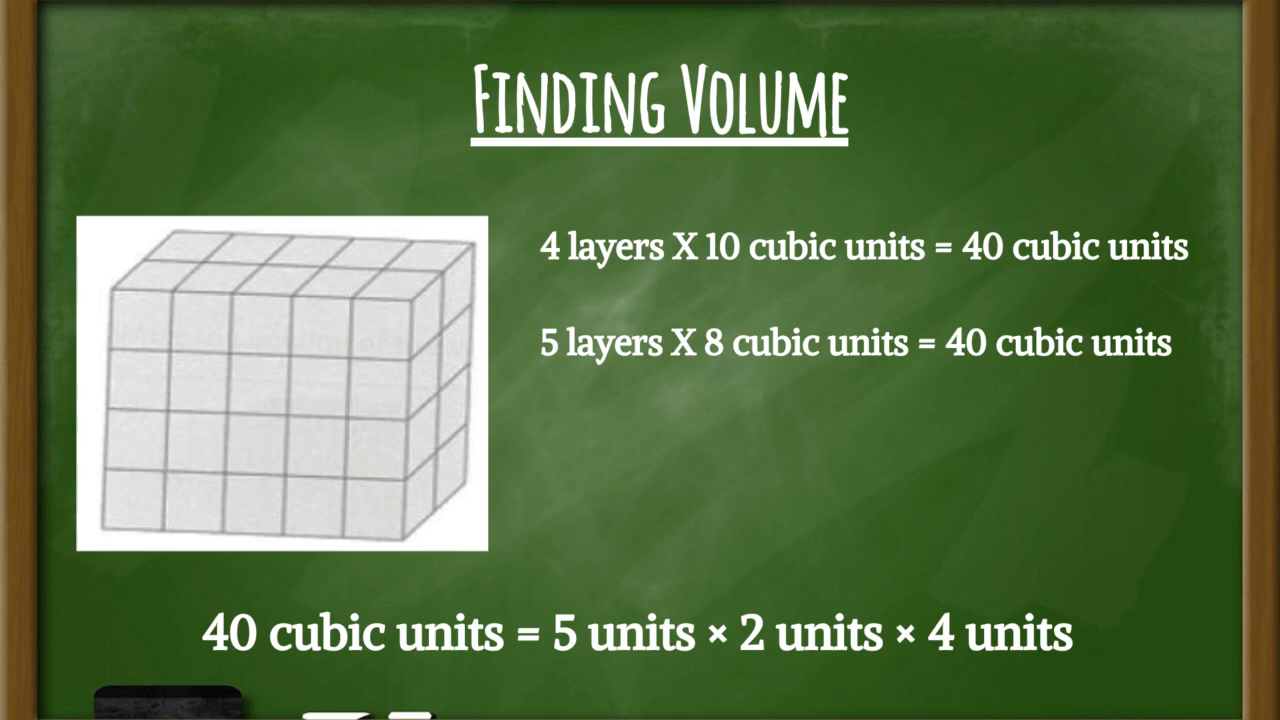 Finding Volume
4 layers X 10 cubic units = 40 cubic units
5 layers X 8 cubic units = 40 cubic units
40 cubic units = 5 units × 2 units × 4 units